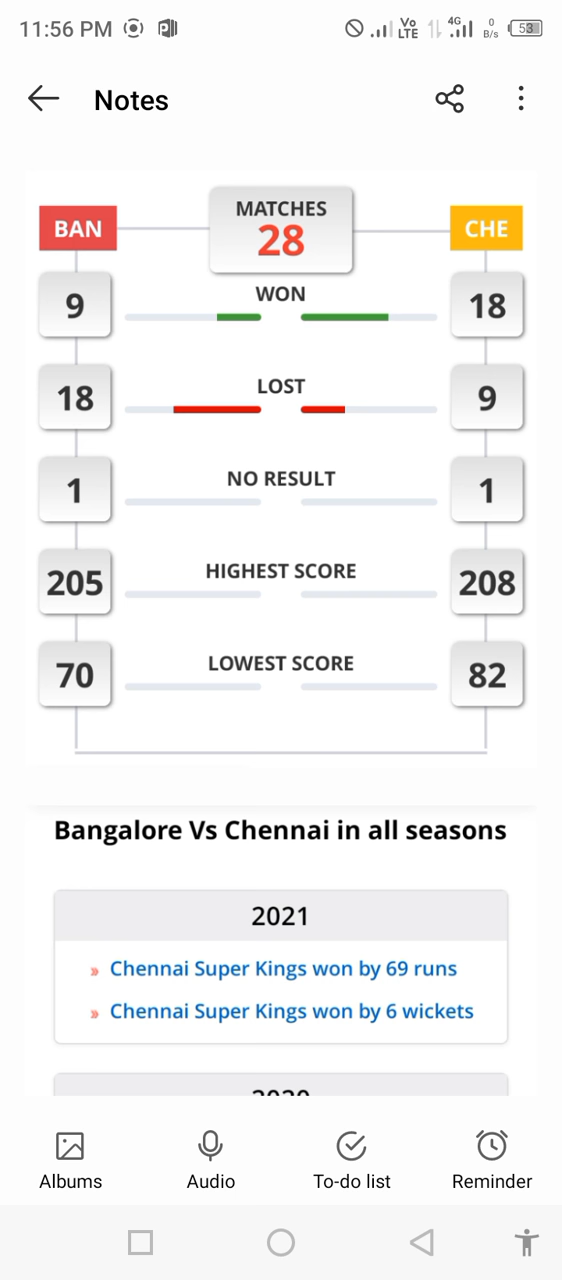 11:56 PM Vo LTE 4G 0 B/s 53
Notes
MATCHES
BAN 28 CHE
9 WON 18
18 LOST 9
1 NO RESULT 1
205 HIGHEST SCORE 208
70 LOWEST SCORE 82
Bangalore Vs Chennai in all seasons
2021
» Chennai Super Kings won by 69 runs
» Chennai Super Kings won by 6 wickets
2020
Albums Audio To-do list Reminder